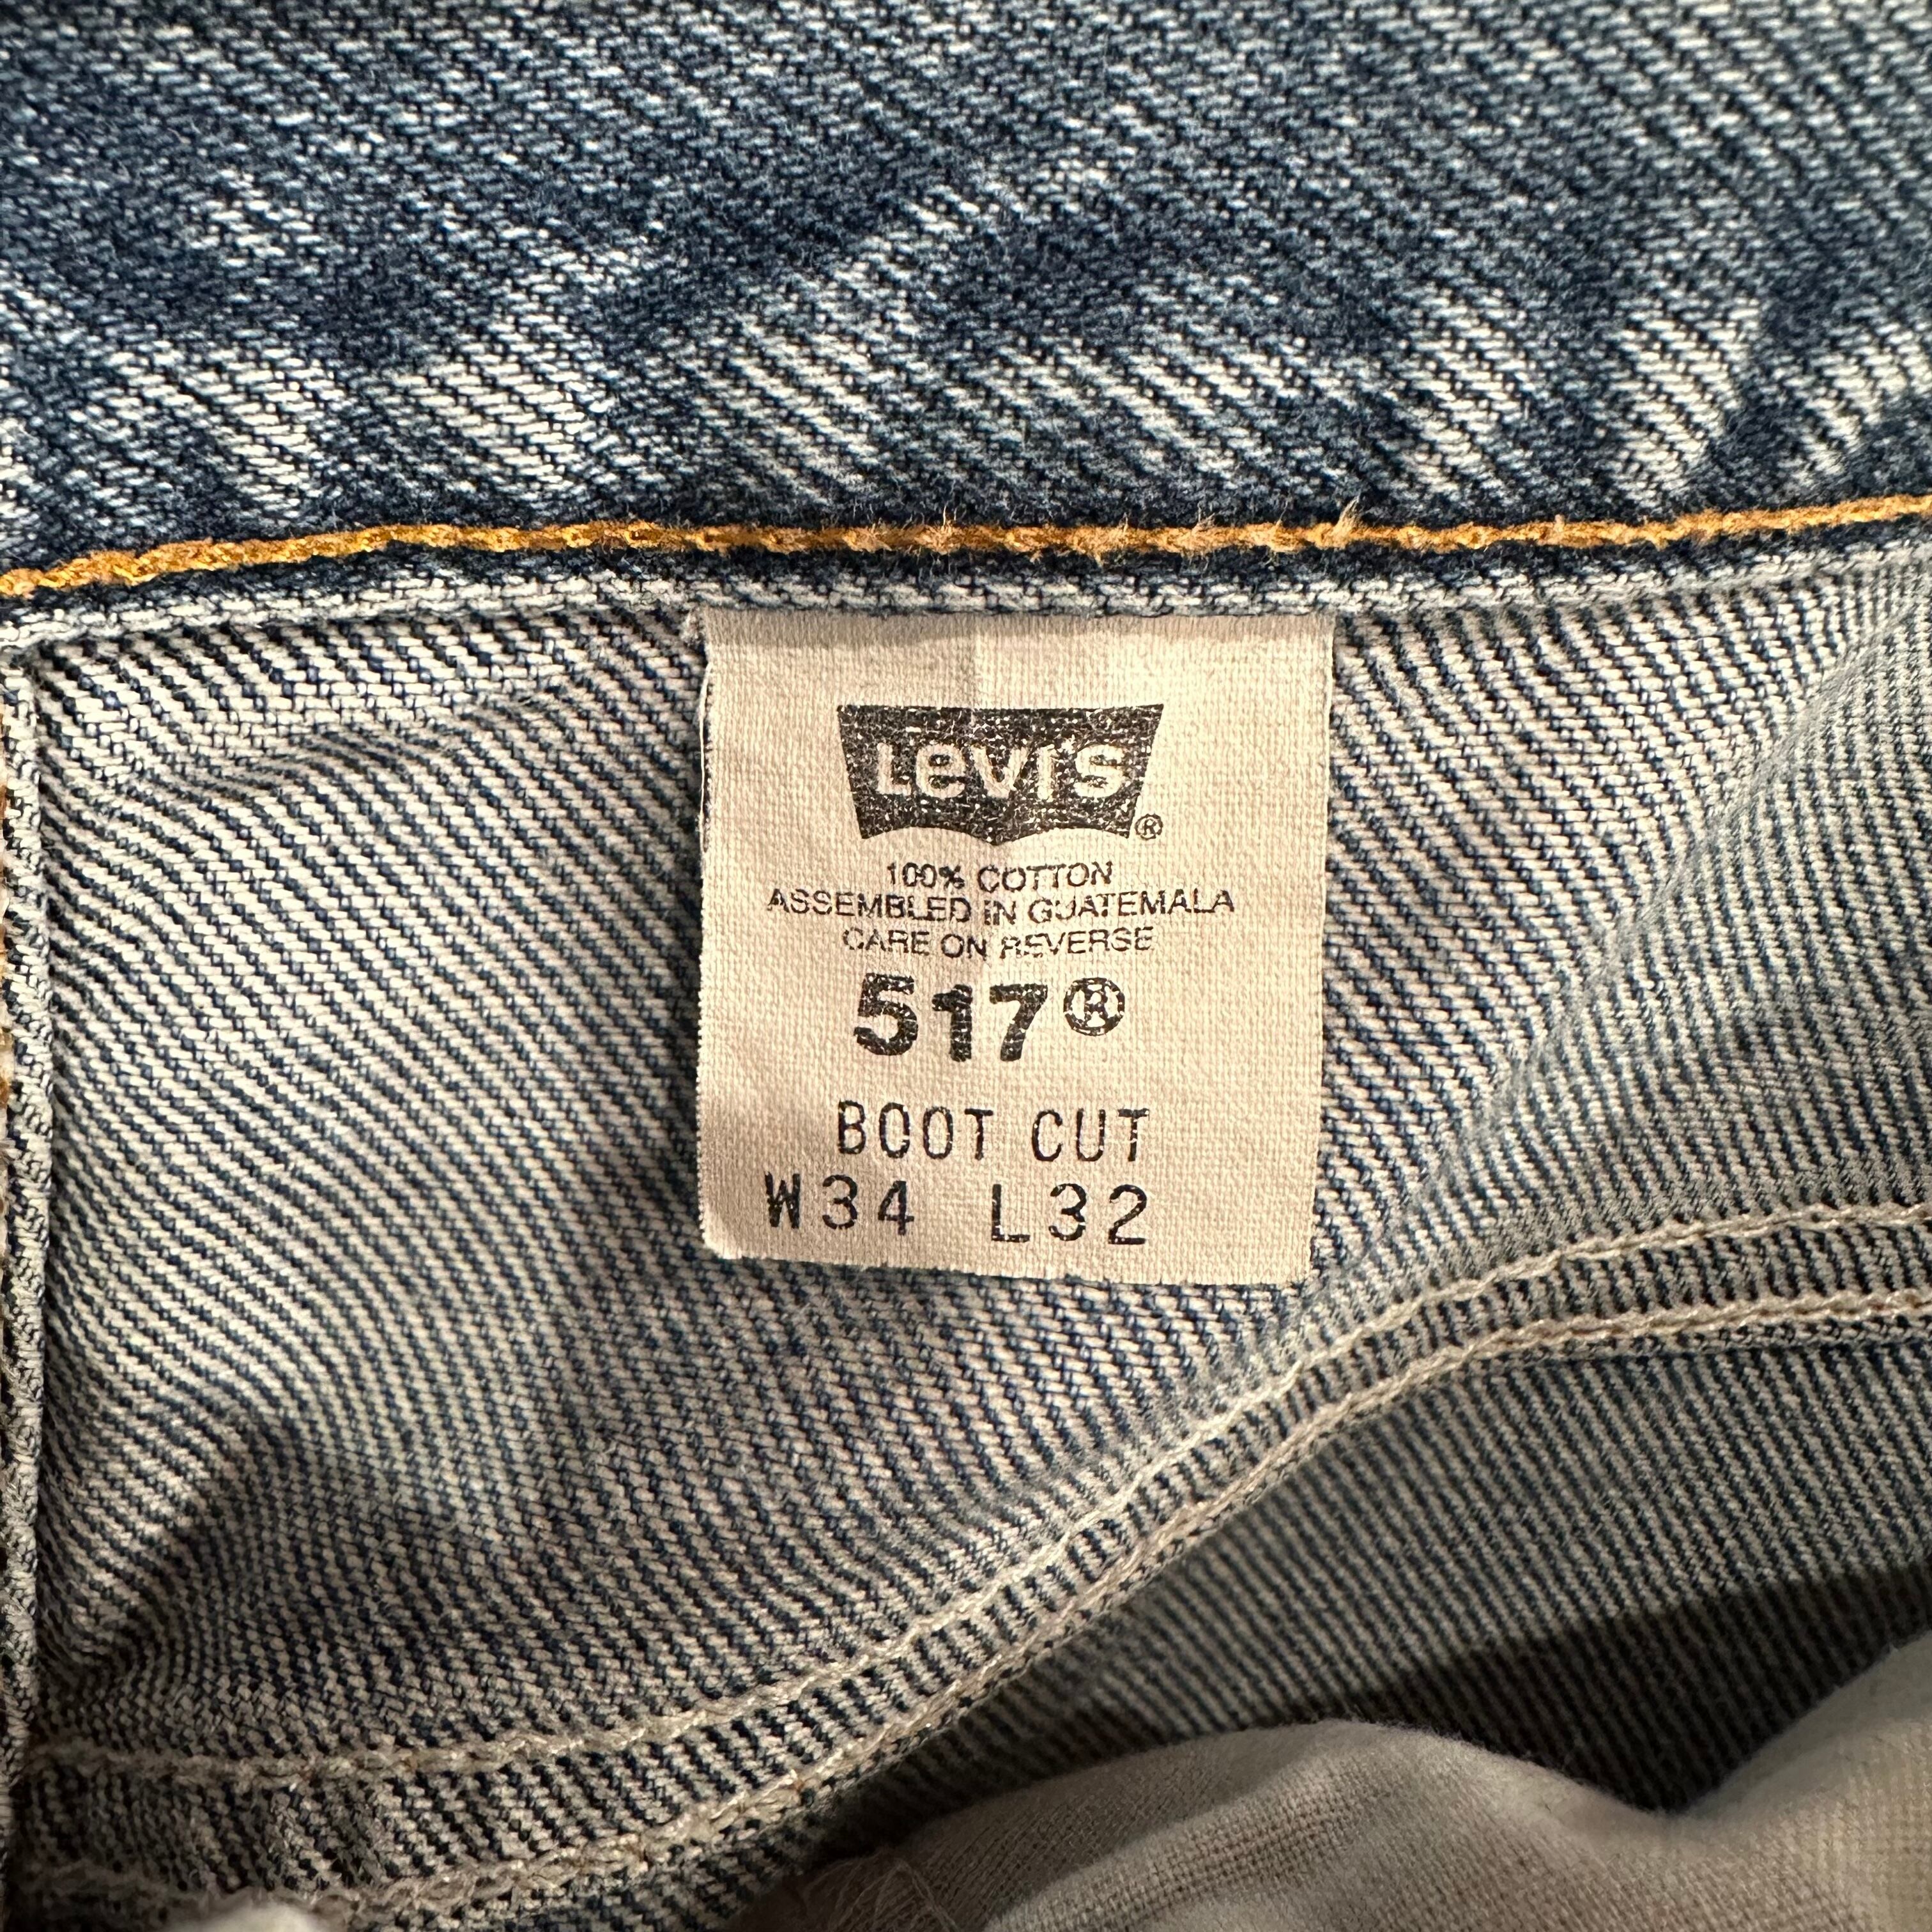 LEVI'S®
100% COTTON
ASSEMBLED IN GUATEMALA
CARE ON REVERSE
517®
BOOT CUT
W34 L32